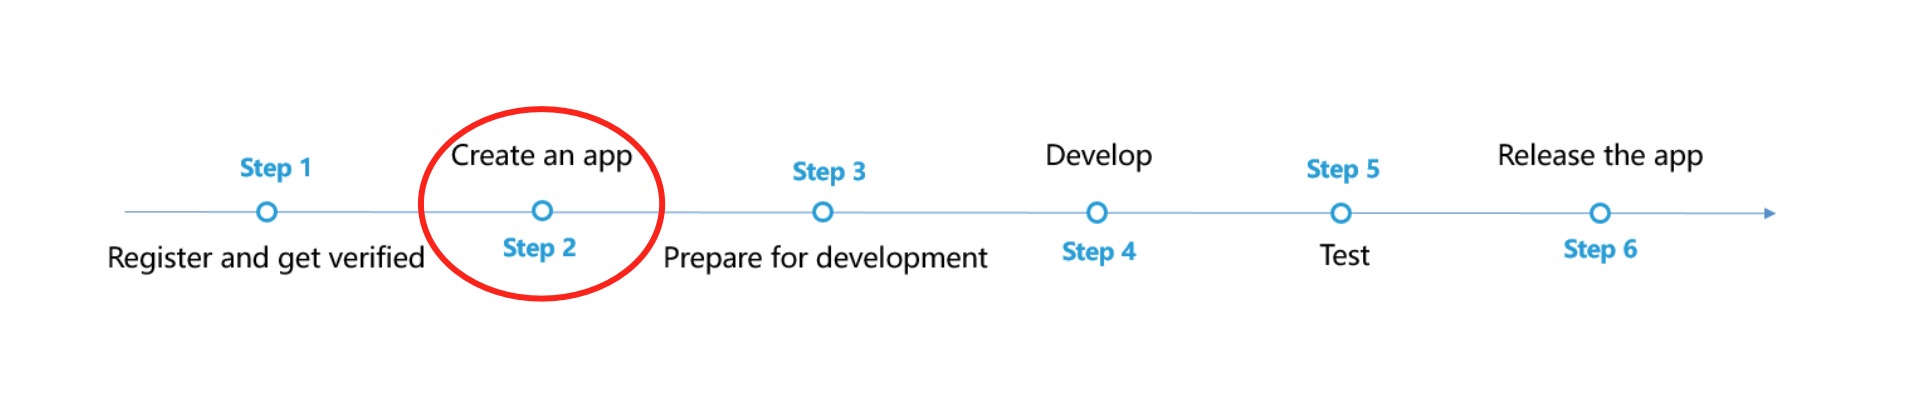 Step 1
Register and get verified
Create an app
Step 2
Step 3
Prepare for development
Develop
Step 4
Step 5
Test
Release the app
Step 6